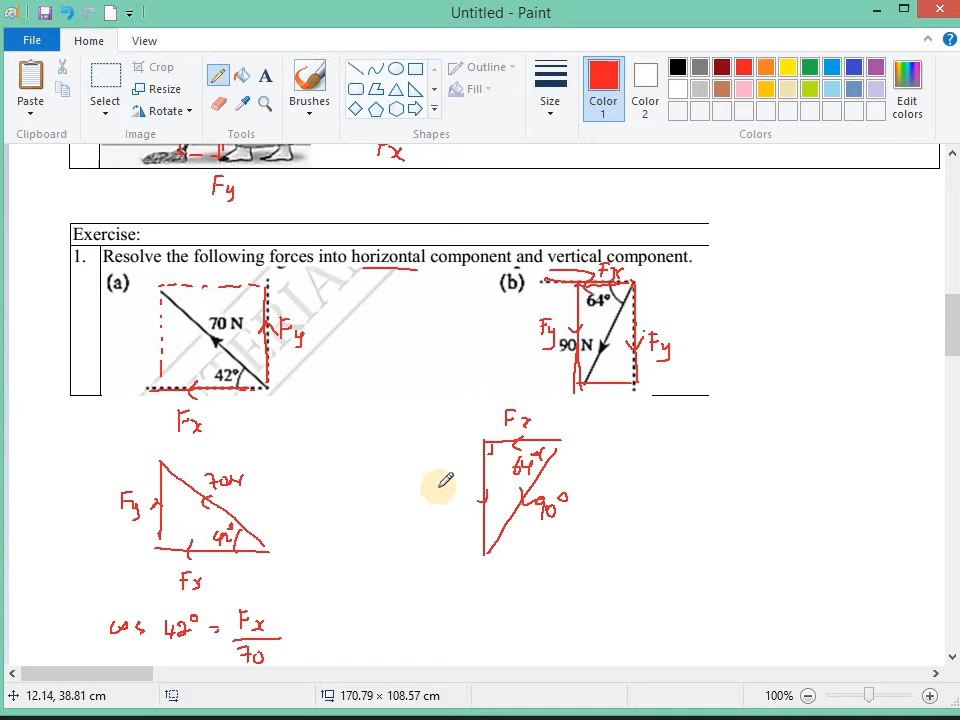 Untitled - Paint
File Home View
Paste
Select
Crop
Resize
Rotate
A
Brushes
Outline
Fill
Size
Color 1
Color 2
Edit colors
Clipboard
Image
Tools
Shapes
Colors
Fx
Fy
Exercise:
1. Resolve the following forces into horizontal component and vertical component.
(a)
70 N
42°
Fy
Fx
(b)
Fx
64°
Fy
90 N
Fy
Fy
70N
42°
Fx
cos 42° = Fx
70
Fx
64°
90°
12.14, 38.81 cm
170.79 × 108.57 cm
100%